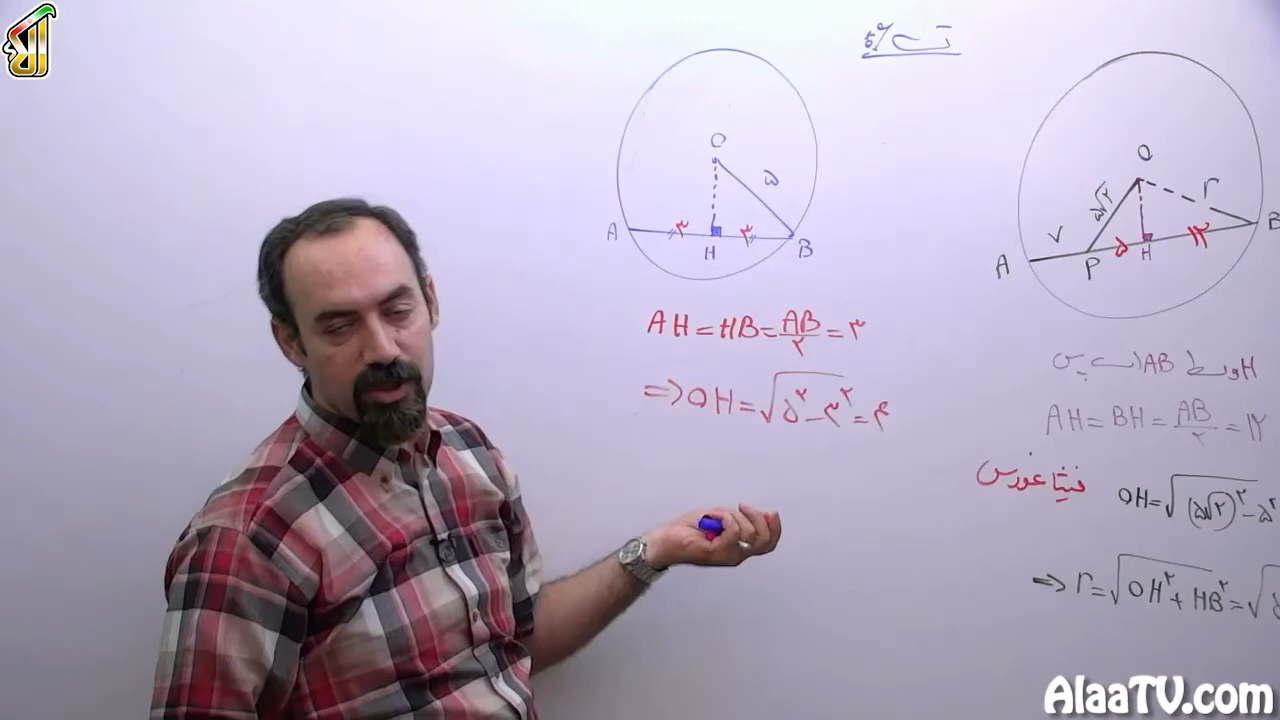 O
۵
A
۳
۳
H
B
AH=HB=AB/۲=۳
⇒OH=√۵۲-۳۲=۴
O
r
۵√۲
۷
A
P
۵
H
۱۲
B
H وسط AB است پس
AH=BH=AB/۲=۱۲
فیثاغورس
OH=√(۵√۲)۲-۵۲
⇒r=√OH۲+HB۲=√
AlaaTV.com